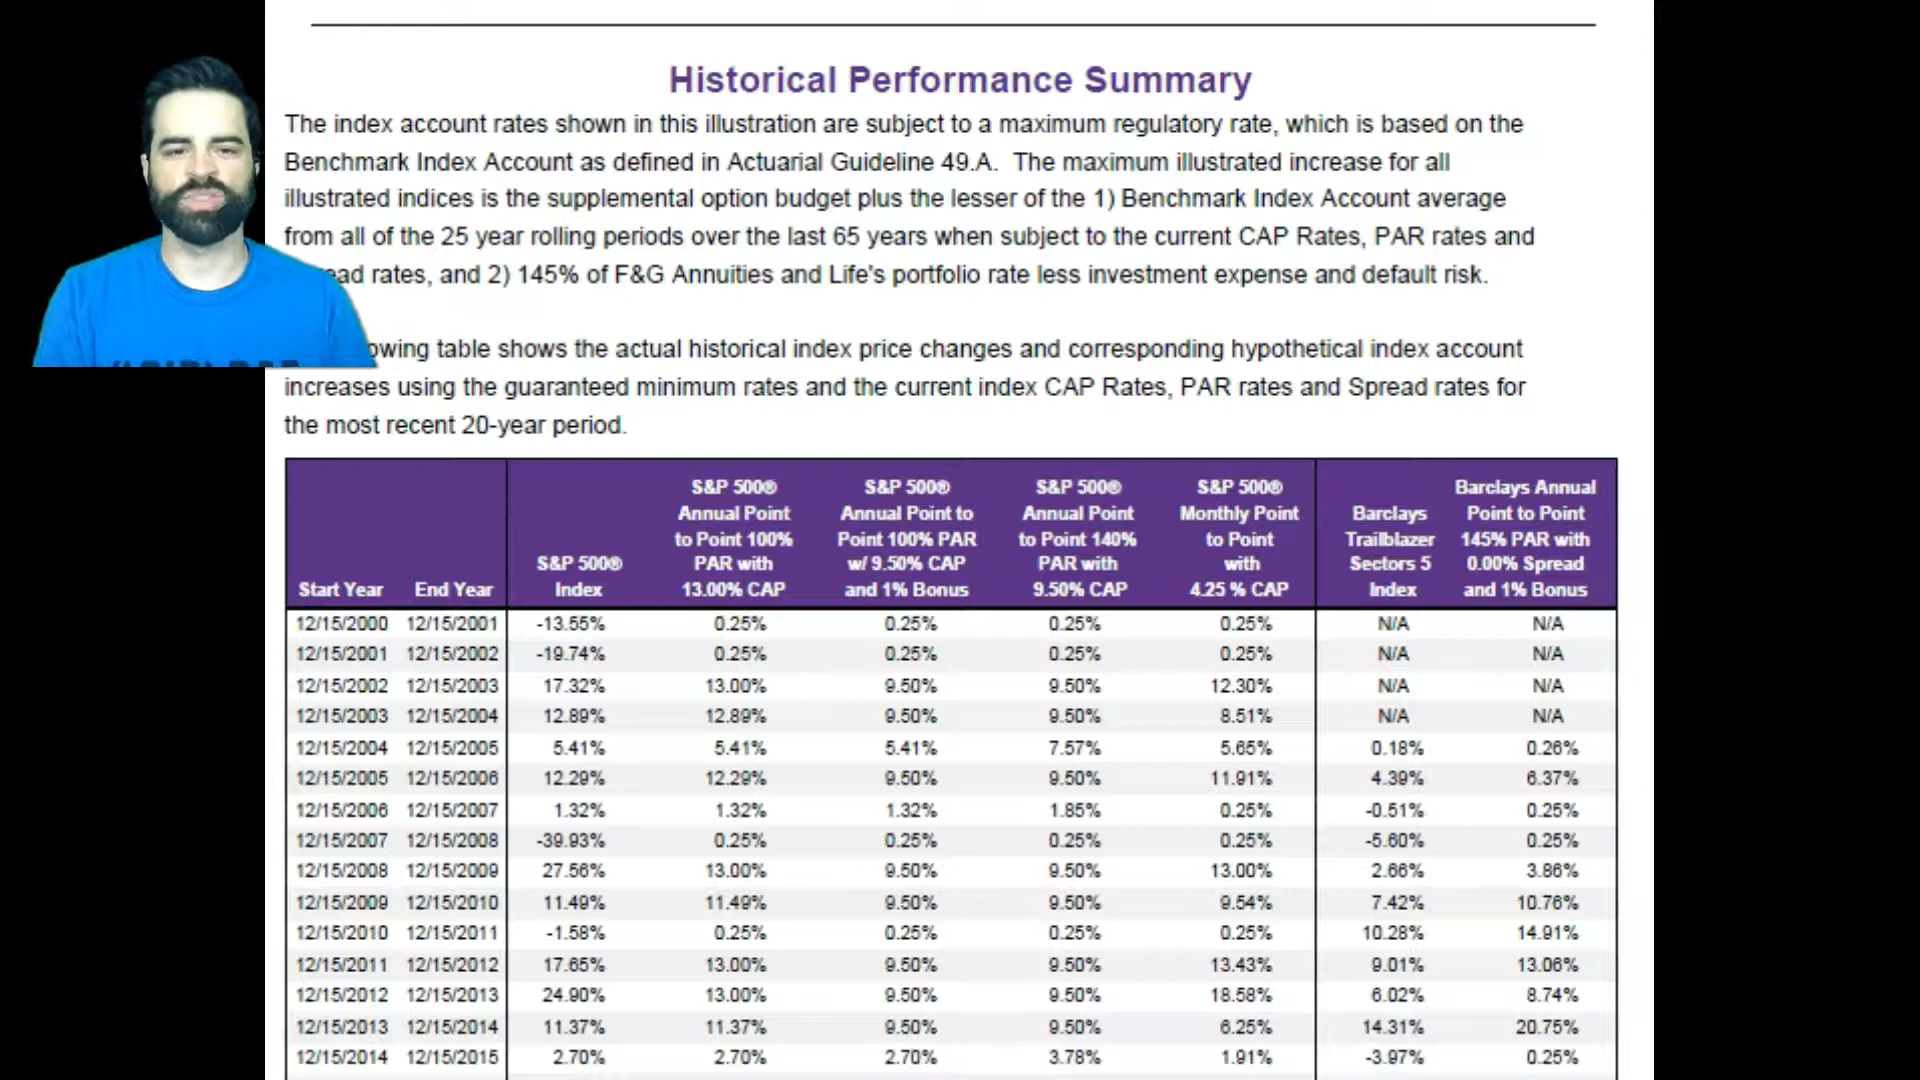 Historical Performance Summary
The index account rates shown in this illustration are subject to a maximum regulatory rate, which is based on the
Benchmark Index Account as defined in Actuarial Guideline 49.A. The maximum illustrated increase for all
illustrated indices is the supplemental option budget plus the lesser of the 1) Benchmark Index Account average
from all of the 25 year rolling periods over the last 65 years when subject to the current CAP Rates, PAR rates and
ad rates, and 2) 145% of F&G Annuities and Life's portfolio rate less investment expense and default risk.
owing table shows the actual historical index price changes and corresponding hypothetical index account
increases using the guaranteed minimum rates and the current index CAP Rates, PAR rates and Spread rates for
the most recent 20-year period.
Start Year
End Year
S&P 500®
Index
S&P 500®
Annual Point
to Point 100%
PAR with
13.00% CAP
S&P 500®
Annual Point to
Point 100% PAR
w/ 9.50% CAP
and 1% Bonus
S&P 500®
Annual Point
to Point 140%
PAR with
9.50% CAP
S&P 500®
Monthly Point
to Point
with
4.25 % CAP
Barclays
Trailblazer
Sectors 5
Index
Barclays Annual
Point to Point
145% PAR with
0.00% Spread
and 1% Bonus
12/15/2000 12/15/2001 -13.55% 0.25% 0.25% 0.25% 0.25% N/A N/A
12/15/2001 12/15/2002 -19.74% 0.25% 0.25% 0.25% 0.25% N/A N/A
12/15/2002 12/15/2003 17.32% 13.00% 9.50% 9.50% 12.30% N/A N/A
12/15/2003 12/15/2004 12.89% 12.89% 9.50% 9.50% 8.51% N/A N/A
12/15/2004 12/15/2005 5.41% 5.41% 5.41% 7.57% 5.65% 0.18% 0.26%
12/15/2005 12/15/2006 12.29% 12.29% 9.50% 9.50% 11.91% 4.39% 6.37%
12/15/2006 12/15/2007 1.32% 1.32% 1.32% 1.85% 0.25% -0.51% 0.25%
12/15/2007 12/15/2008 -39.93% 0.25% 0.25% 0.25% 0.25% -5.60% 0.25%
12/15/2008 12/15/2009 27.56% 13.00% 9.50% 9.50% 13.00% 2.66% 3.86%
12/15/2009 12/15/2010 11.49% 11.49% 9.50% 9.50% 9.54% 7.42% 10.76%
12/15/2010 12/15/2011 -1.58% 0.25% 0.25% 0.25% 0.25% 10.28% 14.91%
12/15/2011 12/15/2012 17.65% 13.00% 9.50% 9.50% 13.43% 9.01% 13.06%
12/15/2012 12/15/2013 24.90% 13.00% 9.50% 9.50% 18.58% 6.02% 8.74%
12/15/2013 12/15/2014 11.37% 11.37% 9.50% 9.50% 6.25% 14.31% 20.75%
12/15/2014 12/15/2015 2.70% 2.70% 2.70% 3.78% 1.91% -3.97% 0.25%